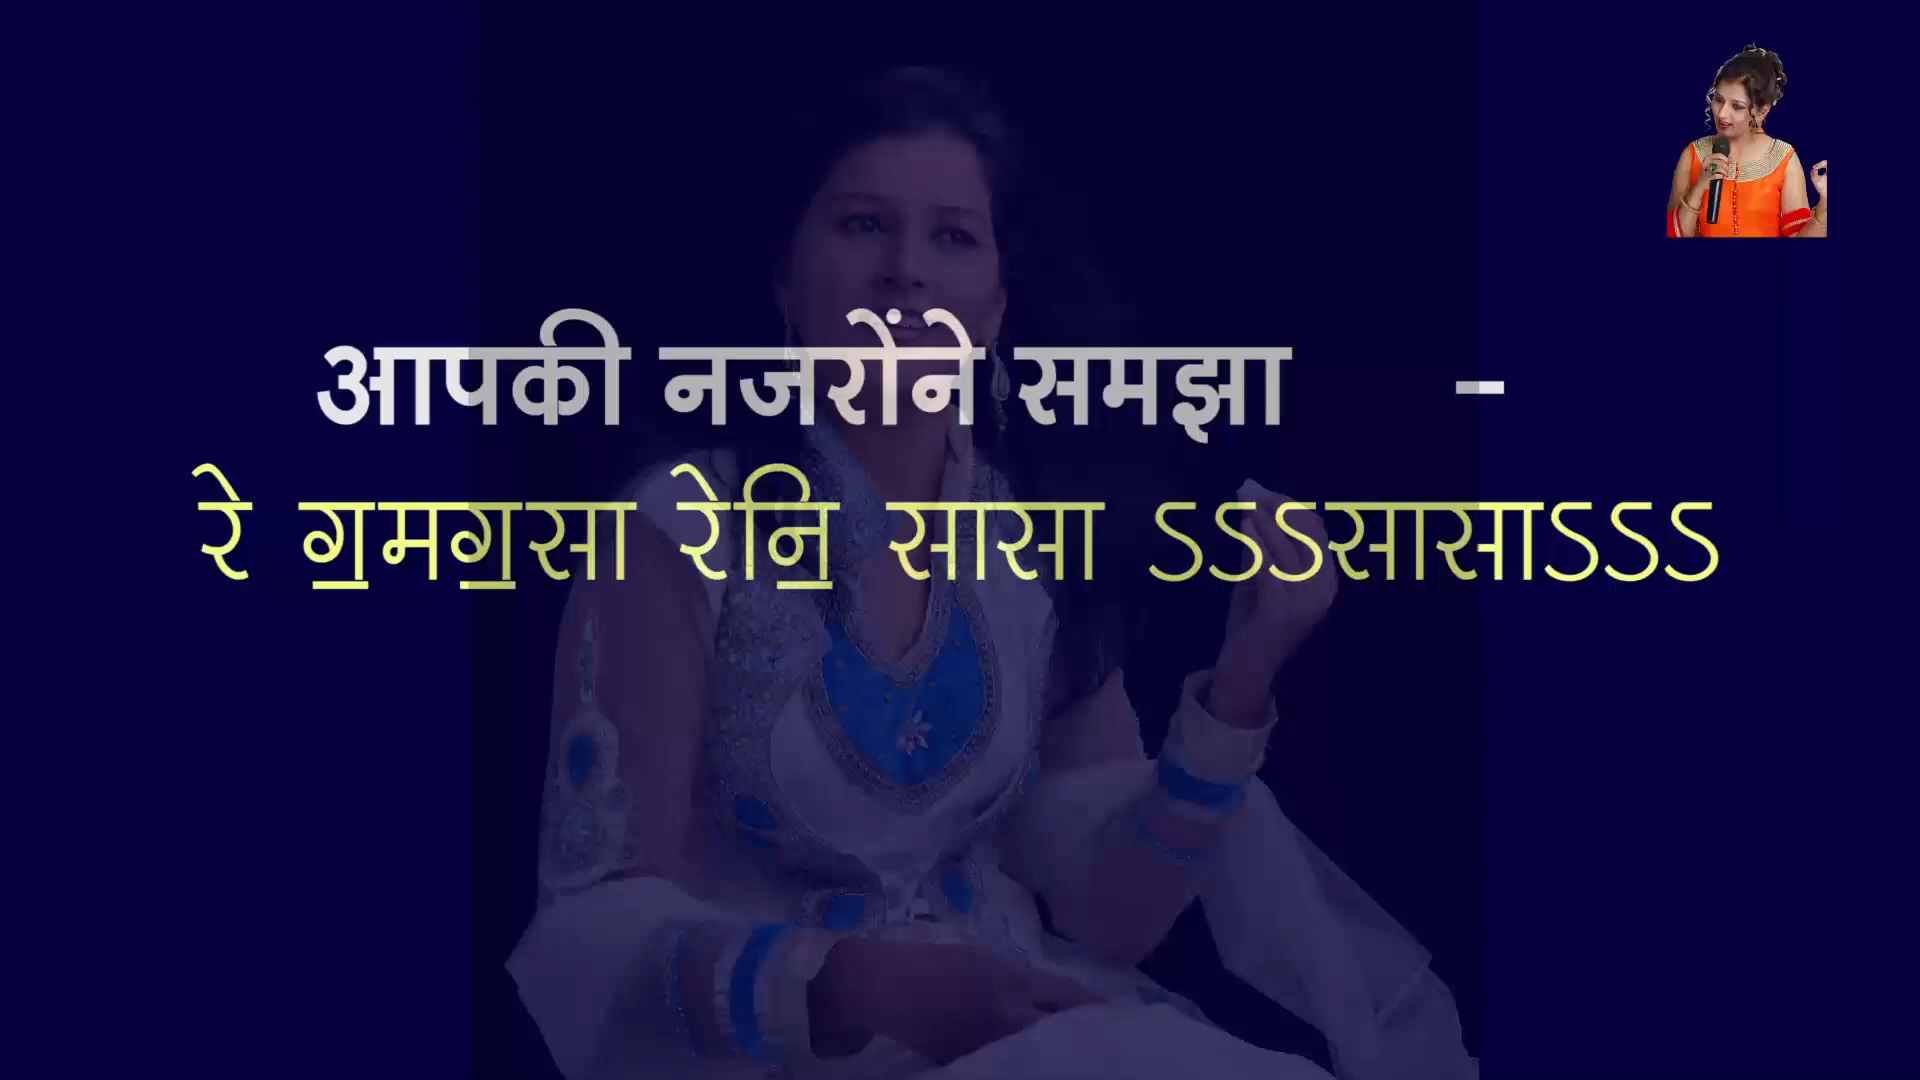 आपकी नजरोंने समझा –
रे ग॒मग॒सा रेनि॒ सासा ऽऽऽसासाऽऽऽ